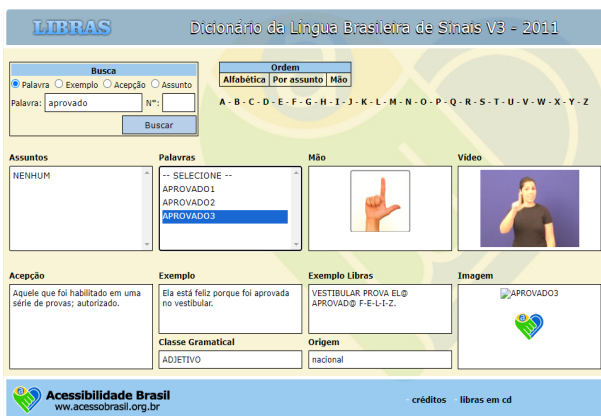 LIBRAS
Dicionário da Língua Brasileira de Sinais V3 - 2011
Busca
Palavra Exemplo Acepção Assunto
Palavra: aprovado Nº:
Buscar
Ordem
Alfabética Por assunto Mão
A - B - C - D - E - F - G - H - I - J - K - L - M - N - O - P - Q - R - S - T - U - V - W - X - Y - Z
Assuntos
NENHUM
Palavras
-- SELECIONE --
APROVADO1
APROVADO2
APROVADO3
Mão
Vídeo
Acepção
Aquele que foi habilitado em uma
série de provas; autorizado.
Exemplo
Ela está feliz porque foi aprovada
no vestibular.
Exemplo Libras
VESTIBULAR PROVA EL@
APROVAD@ F-E-L-I-Z.
Imagem
APROVADO3
Classe Gramatical
ADJETIVO
Origem
nacional
Acessibilidade Brasil
ww.acessobrasil.org.br
créditos libras em cd